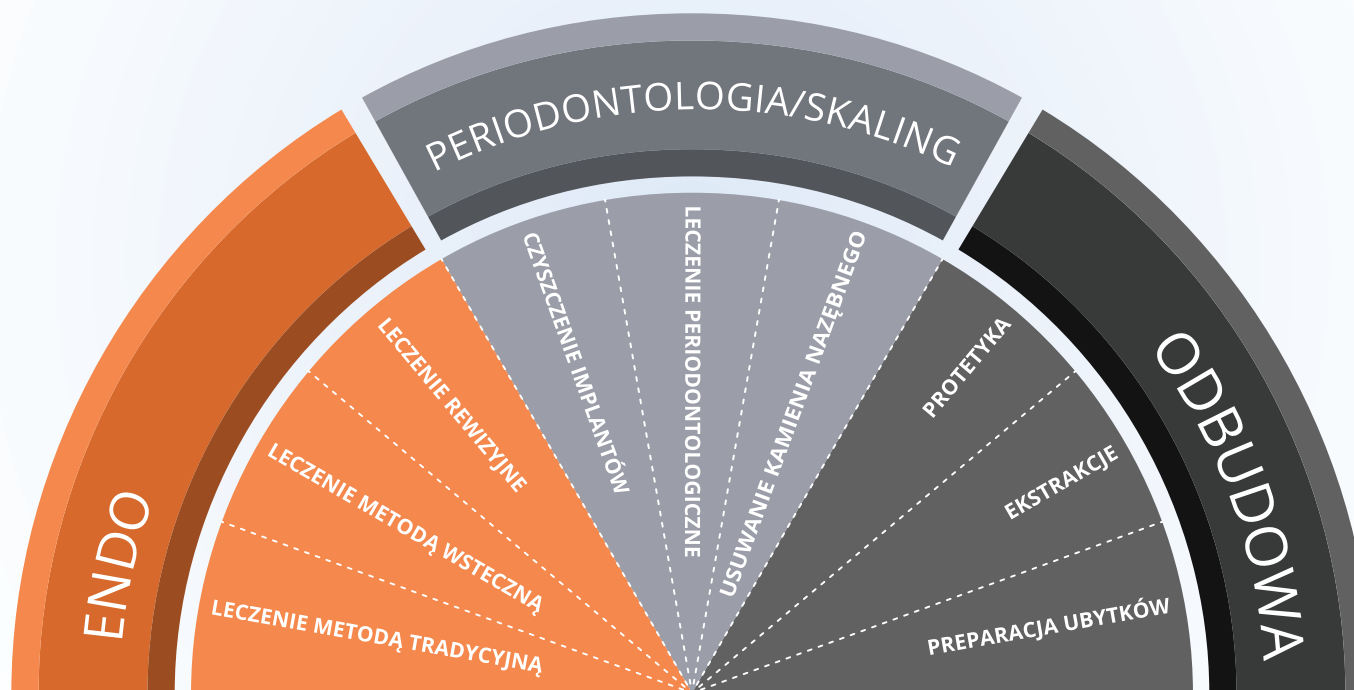 ENDO
LECZENIE METODĄ TRADYCYJNĄ
LECZENIE METODĄ WSTECZNĄ
LECZENIE REWIZYJNE
PERIODONTOLOGIA/SKALING
CZYSZCZENIE IMPLANTÓW
LECZENIE PERIODONTOLOGICZNE
USUWANIE KAMIENIA NAZĘBNEGO
ODBUDOWA
PROTETYKA
EKSTRAKCJE
PREPARACJA UBYTKÓW